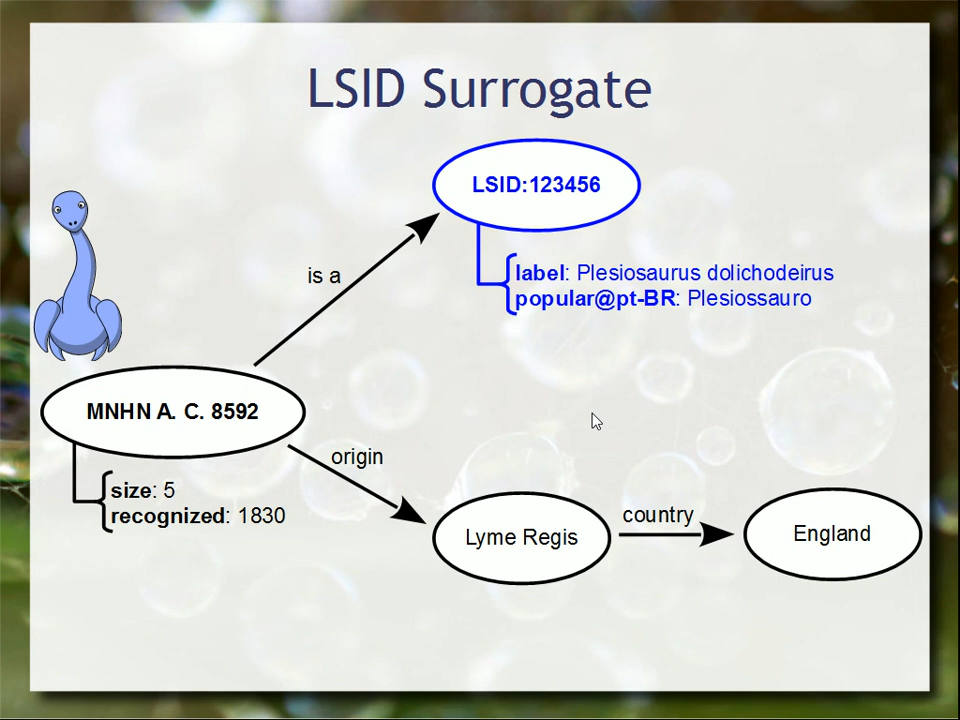 LSID Surrogate
LSID:123456
is a
label: Plesiosaurus dolichodeirus
popular@pt-BR: Plesiossauro
MNHN A. C. 8592
origin
size: 5
recognized: 1830
Lyme Regis
country
England